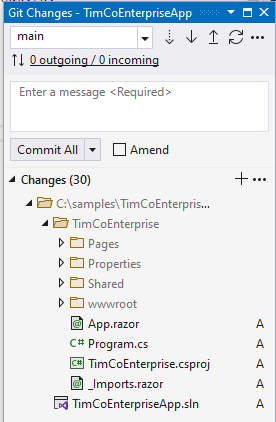 Git Changes - TimCoEnterpriseApp
main
0 outgoing / 0 incoming
Enter a message <Required>
Commit All
Amend
Changes (30)
C:\samples\TimCoEnterpris...
TimCoEnterprise
Pages
Properties
Shared
wwwroot
App.razor A
C# Program.cs A
C# TimCoEnterprise.csproj A
_Imports.razor A
TimCoEnterpriseApp.sln A